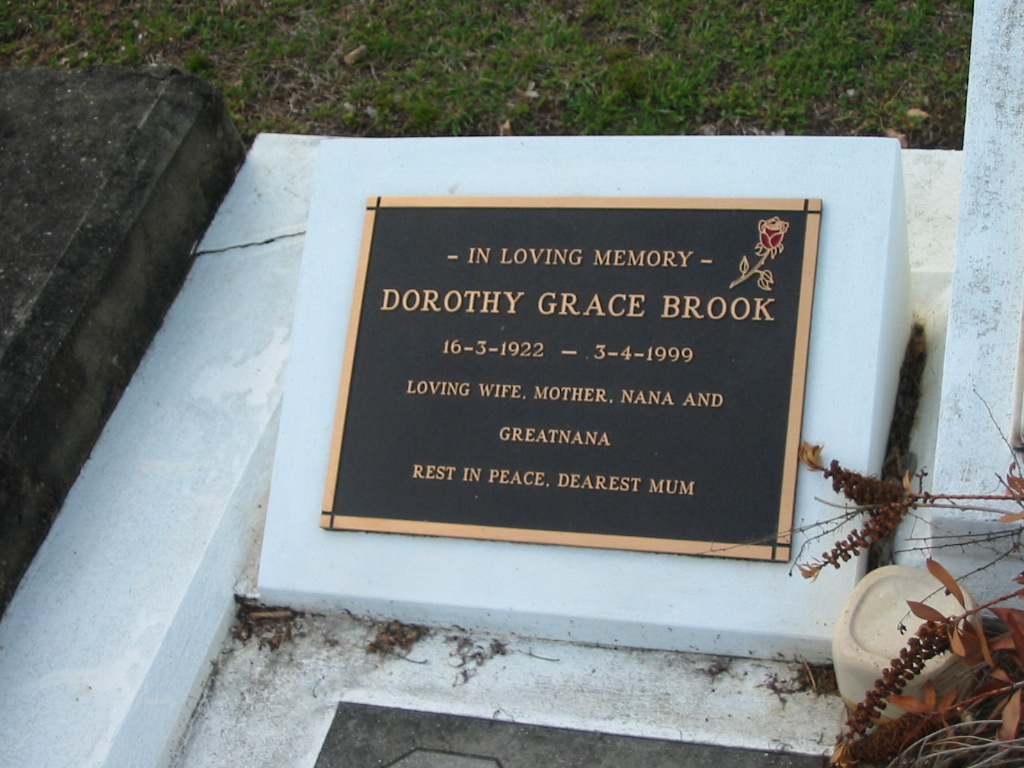 – IN LOVING MEMORY –
DOROTHY GRACE BROOK
16-3-1922 – 3-4-1999
LOVING WIFE, MOTHER, NANA AND
GREATNANA
REST IN PEACE, DEAREST MUM